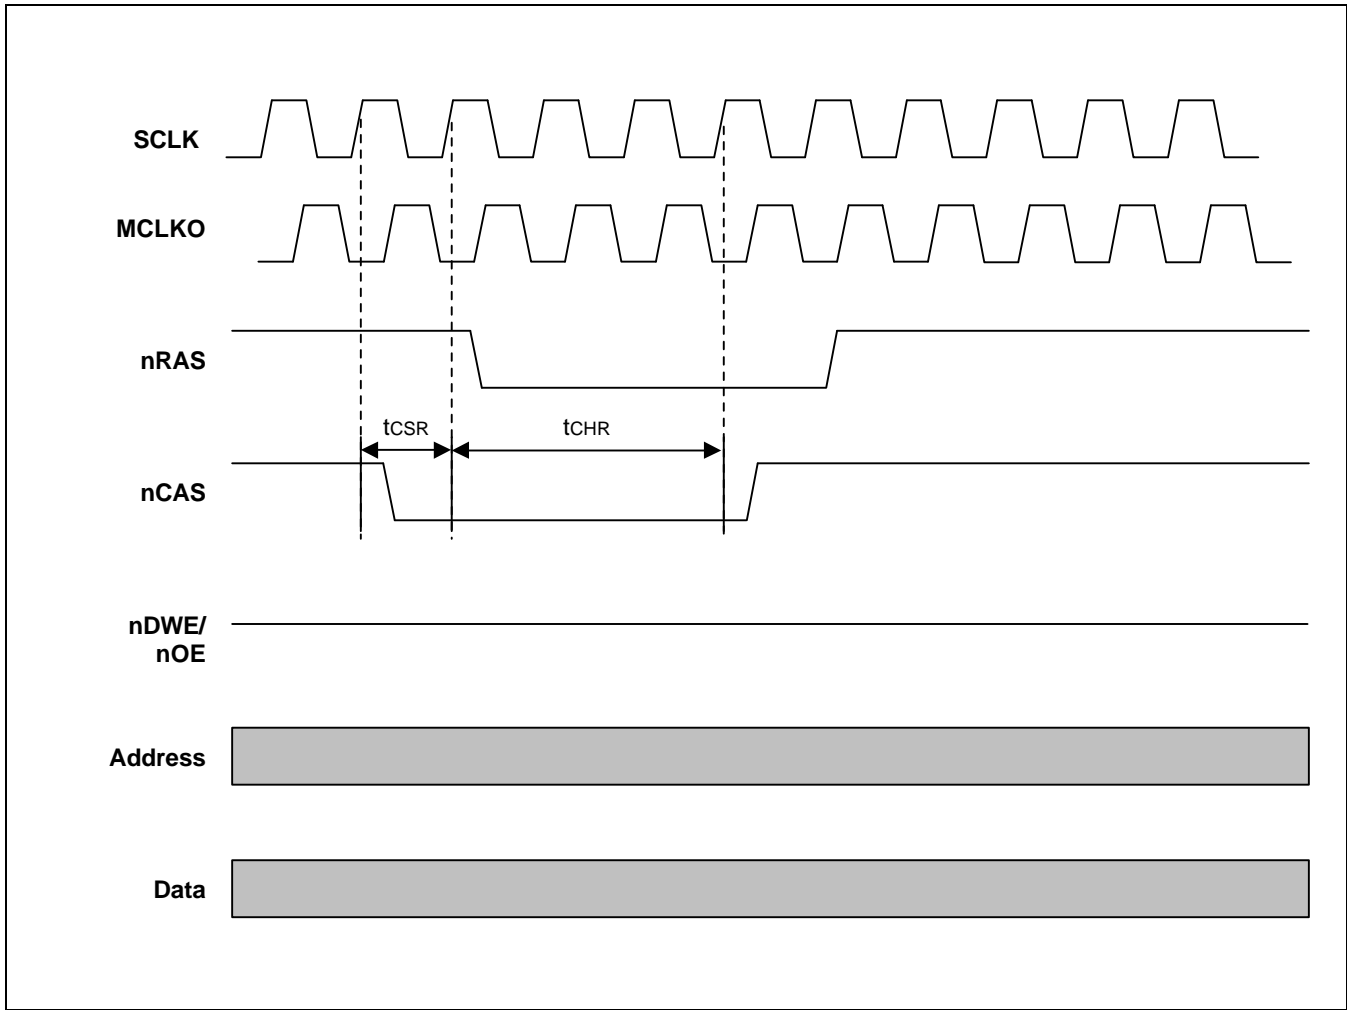 SCLK
MCLKO
nRAS
tCSR
tCHR
nCAS
nDWE/
nOE
Address
Data